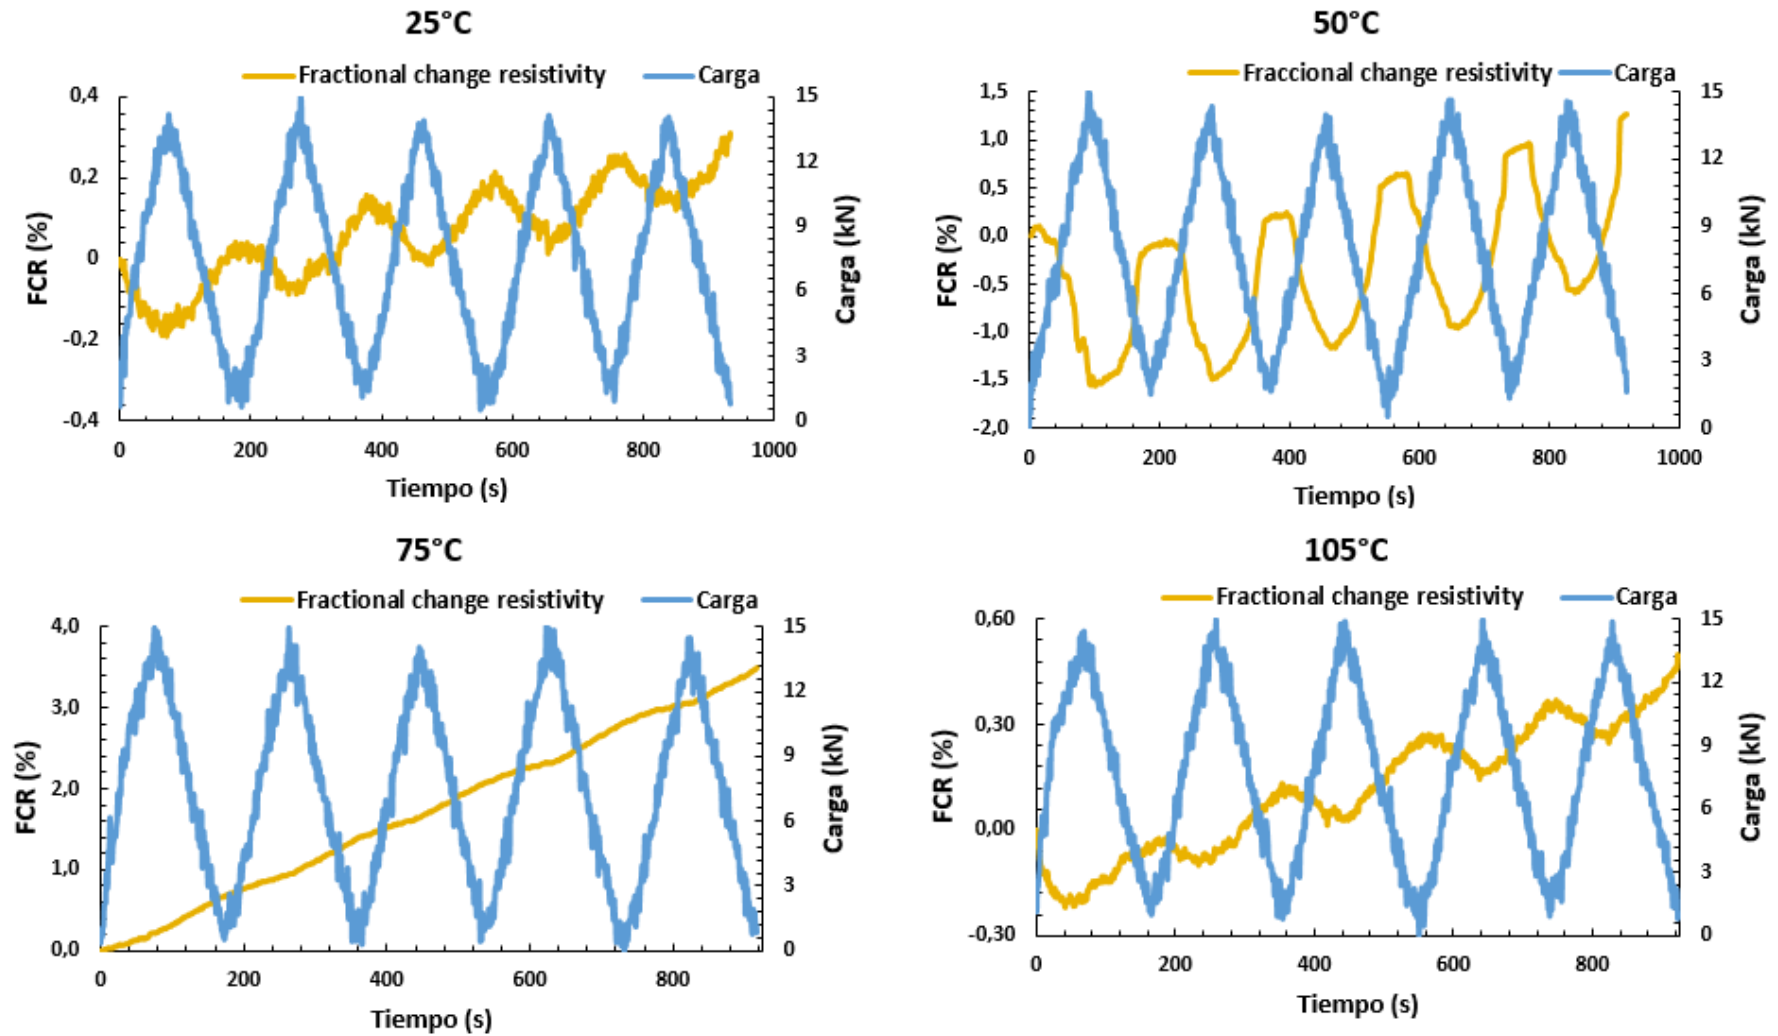 25°C
Fractional change resistivity Carga
0,4
0,2
0
-0,2
-0,4
FCR (%)
15
12
9
6
3
0
Carga (kN)
0 200 400 600 800 1000
Tiempo (s)
50°C
Fraccional change resistivity Carga
1,5
1,0
0,5
0,0
-0,5
-1,0
-1,5
-2,0
FCR (%)
15
12
9
6
3
0
Carga (kN)
0 200 400 600 800 1000
Tiempo (s)
75°C
Fractional change resistivity Carga
4,0
3,0
2,0
1,0
0,0
FCR (%)
15
12
9
6
3
0
Carga (kN)
0 200 400 600 800
Tiempo (s)
105°C
Fractional change resistivity Carga
0,60
0,30
0,00
-0,30
FCR (%)
15
12
9
6
3
0
Carga (kN)
0 200 400 600 800
Tiempo (s)